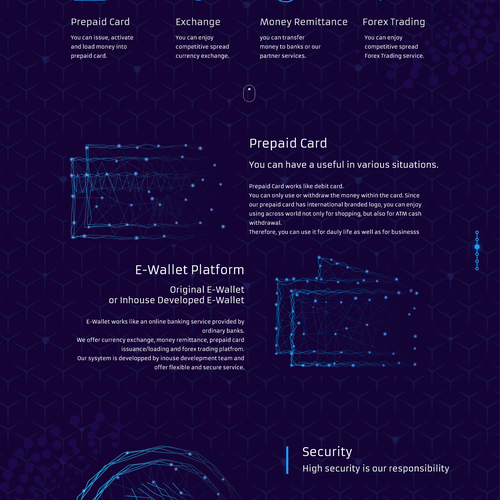 Prepaid Card
You can issue, activate
and load money into
prepaid card.
Exchange
You can enjoy
competitive spread
currency exchange.
Money Remittance
you can transfer
money to banks or our
partner services.
Forex Trading
You can enjoy
competitive spread
Forex Trading service.
Prepaid Card
You can have a useful in various situations.
Prepaid Card works like debit card.
You can only use or withdraw the money within the card. Since
our prepaid card has international branded logo, you can enjoy
using across world not only for shopping, but also for ATM cash
withdrawal.
Therefore, you can use it for dauly life as well as for businesss
E-Wallet Platform
Original E-Wallet
or Inhouse Developed E-Wallet
E-Wallet works like an online banking service provided by
ordinary banks.
We offer currency exchange, money remittance, prepaid card
issuance/loading and forex trading platfrom.
Our sysytem is developped by inouse develepment team and
offer flexible and secure service.
Security
High security is our responsibility